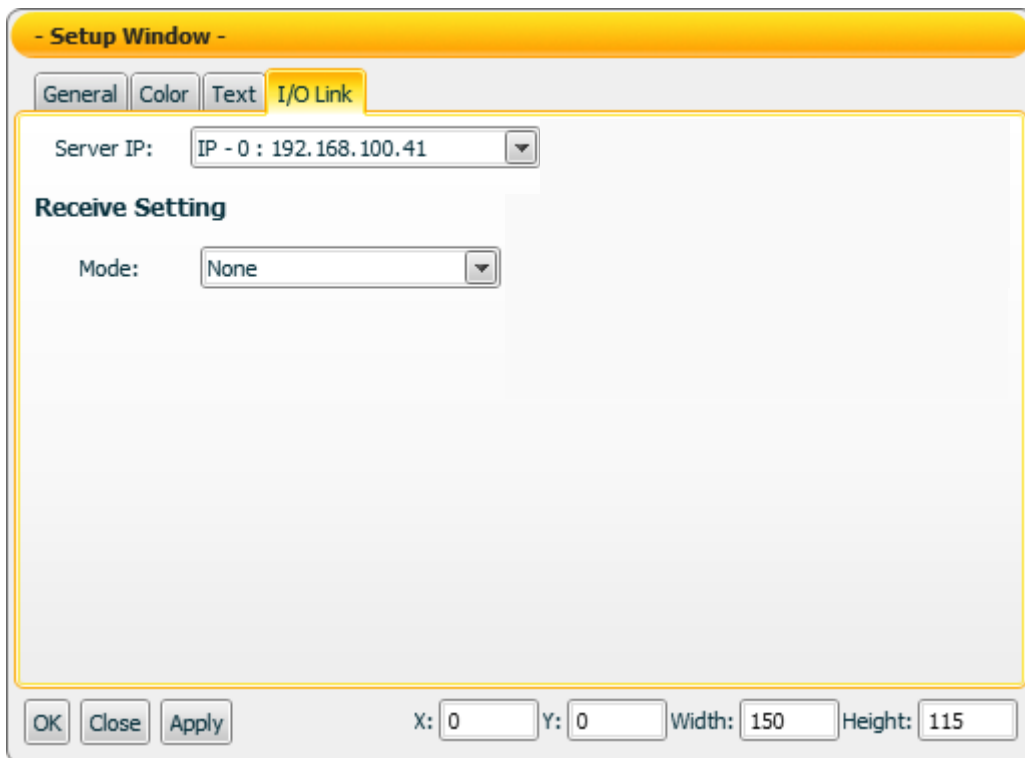 - Setup Window -
General Color Text I/O Link
Server IP: IP - 0 : 192.168.100.41
Receive Setting
Mode: None
OK Close Apply X: 0 Y: 0 Width: 150 Height: 115